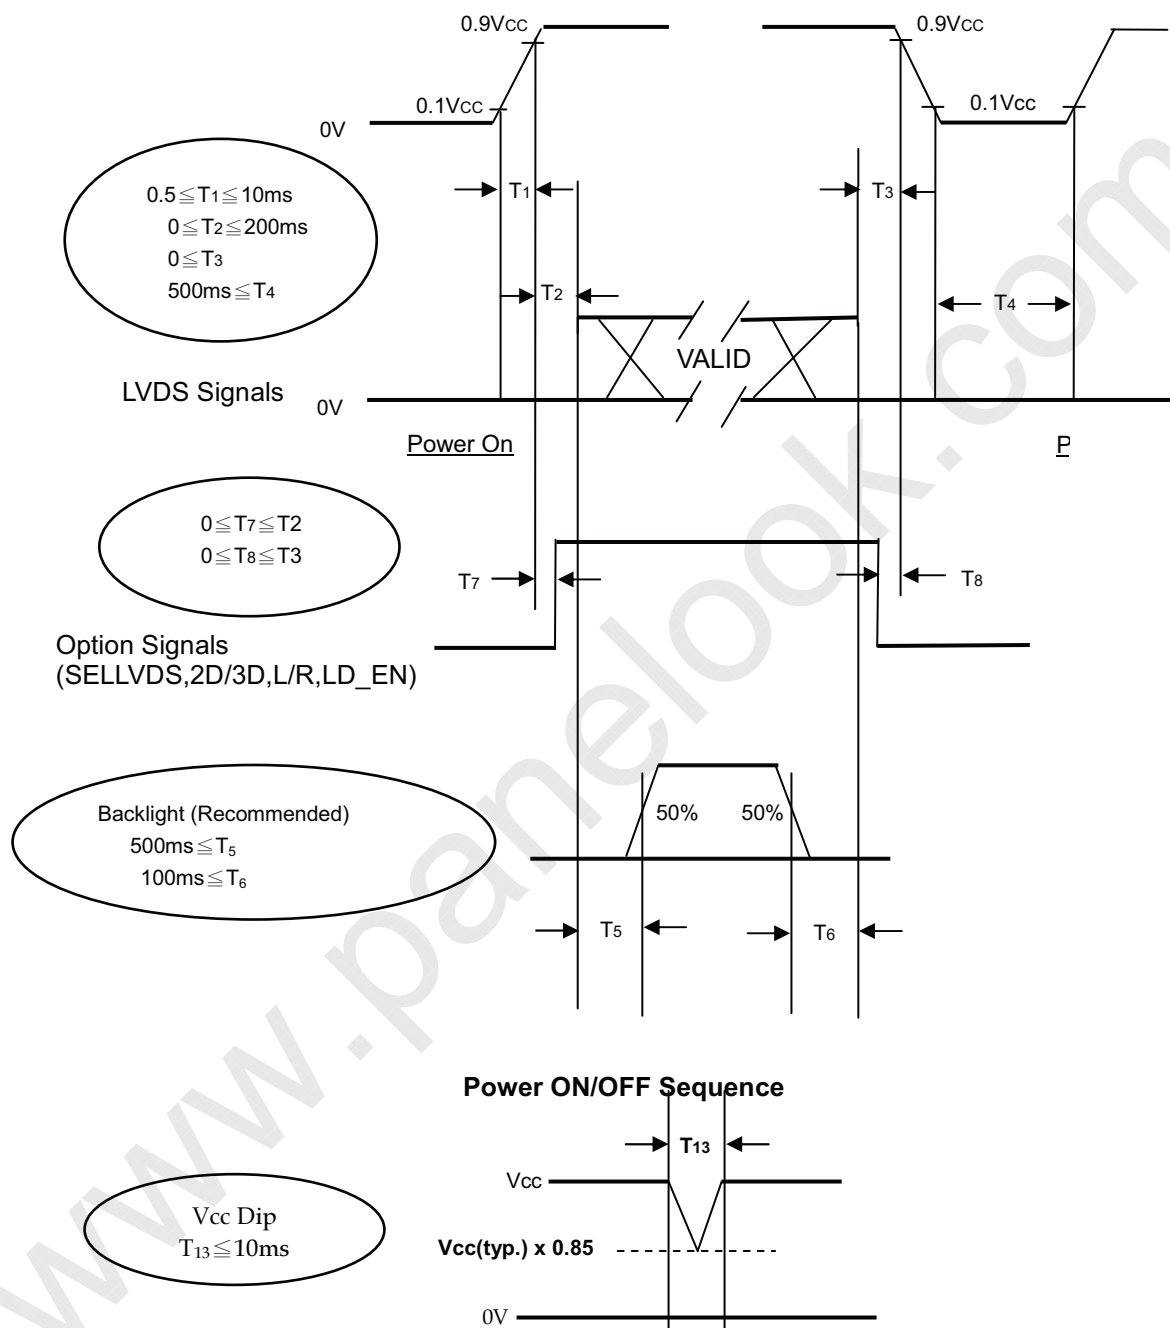 0.9Vcc
0.9Vcc
0.1Vcc
0.1Vcc
0V
0.5≦T1≦10ms
0≦T2≦200ms
0≦T3
500ms≦T4
T1
T3
T2
T4
VALID
LVDS Signals
0V
Power On
P
0≦T7≦T2
0≦T8≦T3
T7
T8
Option Signals
(SELLVDS,2D/3D,L/R,LD_EN)
Backlight (Recommended)
500ms≦T5
100ms≦T6
50%
50%
T5
T6
Power ON/OFF Sequence
T13
Vcc
Vcc Dip
T13≦10ms
Vcc(typ.) x 0.85
0V
www.panelook.com